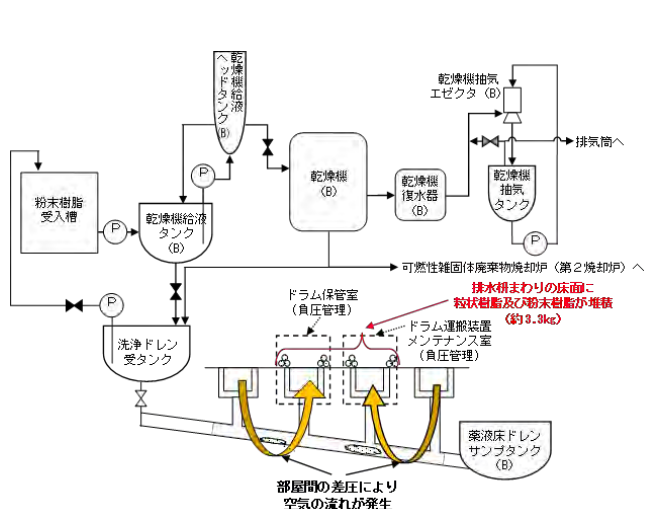 乾燥機給液
ヘッドタンク
(B)
乾燥機抽気
エゼクタ（B）
排気筒へ
粉末樹脂
受入槽
P
P
乾燥機給液
タンク
(B)
乾燥機
(B)
乾燥機
復水器
(B)
乾燥機
抽気
タンク
P
可燃性雑固体廃棄物焼却炉（第２焼却炉）へ
P
洗浄ドレン
受タンク
ドラム保管室
（負圧管理）
排水枡まわりの床面に
粒状樹脂及び粉末樹脂が堆積
（約3.3kg）
ドラム運搬装置
メンテナンス室
（負圧管理）
薬液床ドレン
サンプタンク
(B)
部屋間の差圧により
空気の流れが発生